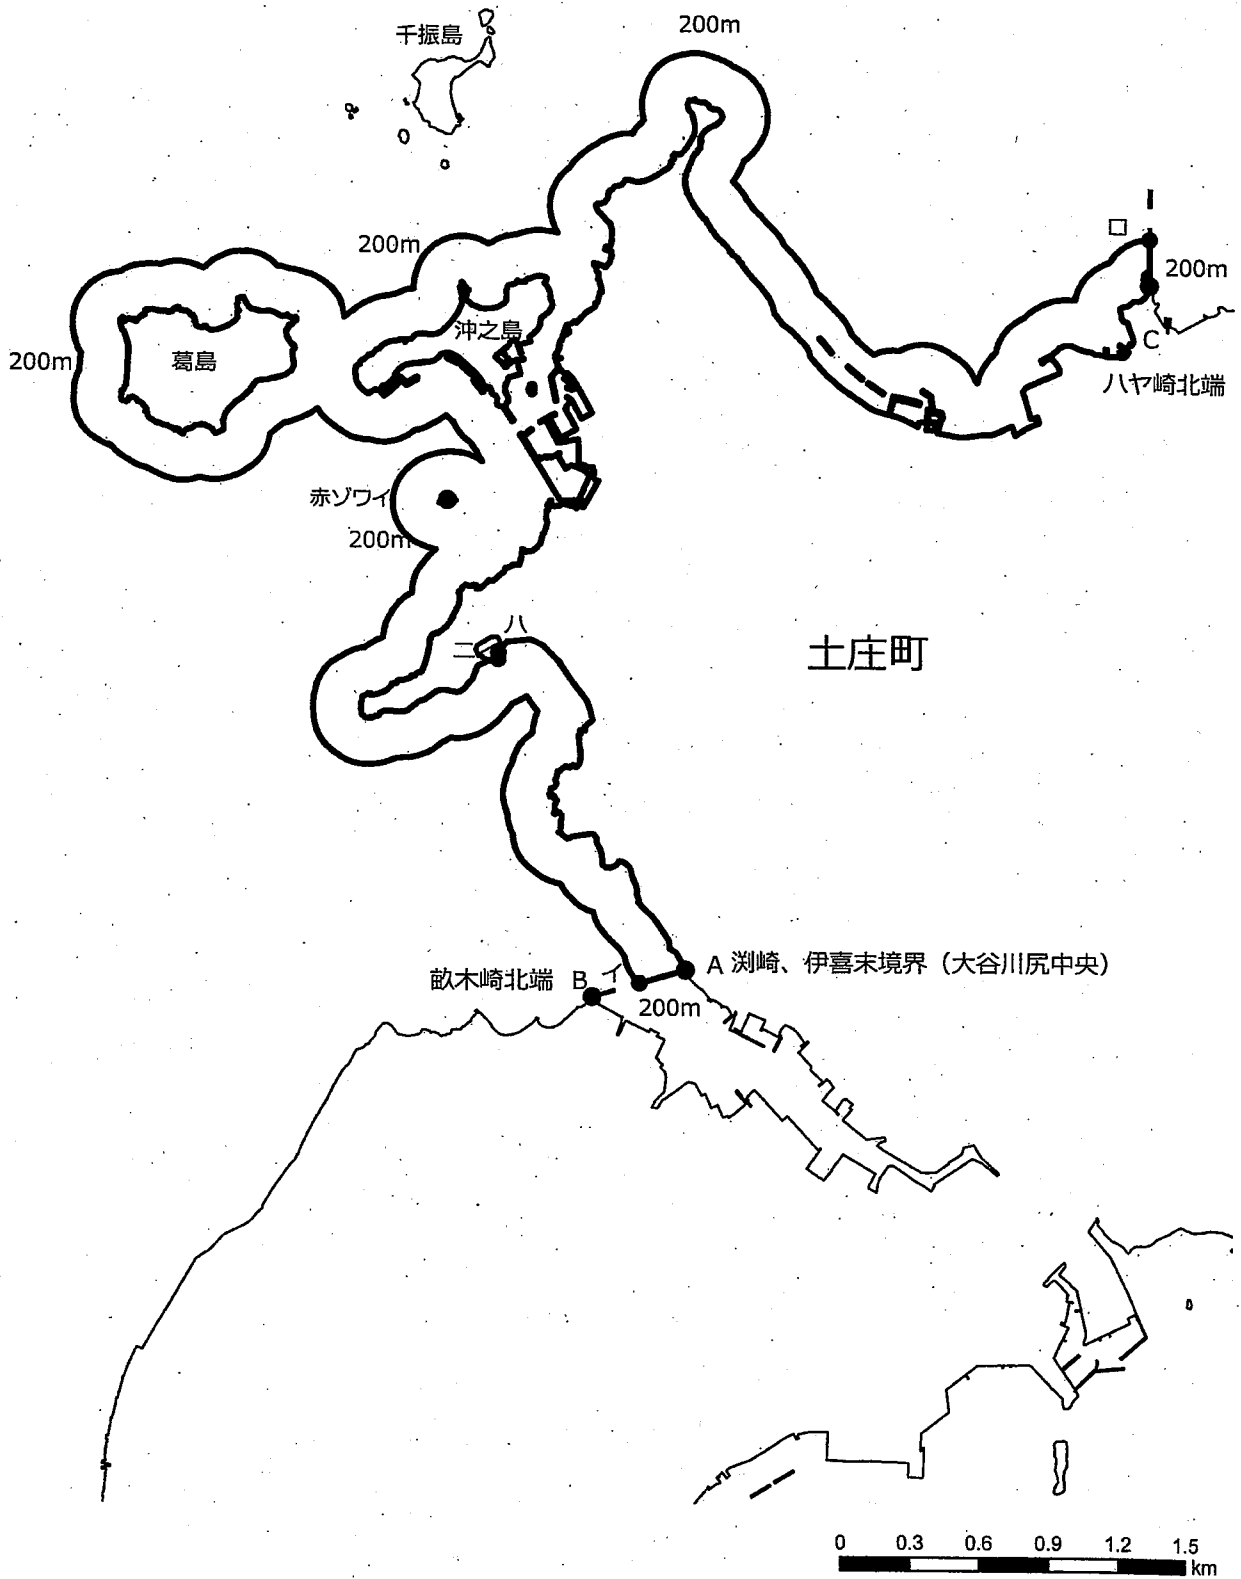 千振島
200m
ロ
200m
200m
C
ハヤ崎北端
沖之島
葛島
200m
赤ゾワイ
200m
ハ
ニ
土庄町
A 渕崎、伊喜末境界（大谷川尻中央）
畝木崎北端 B
イ
200m
0 0.3 0.6 0.9 1.2 1.5
km